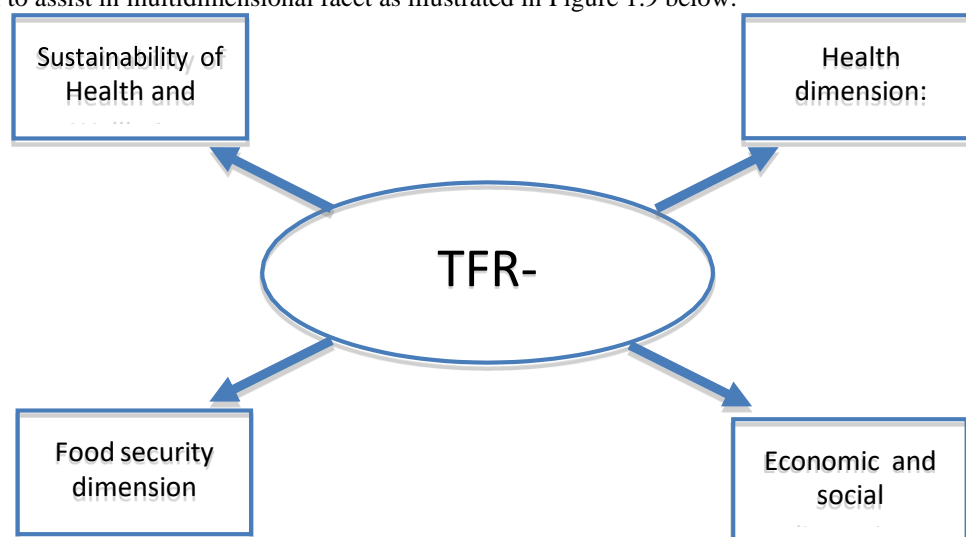 to assist in multidimensional facet as illustrated in Figure 1.9 below:
Sustainability of
Health and
Health
dimension:
TFR-
Food security
dimension
Economic and
social